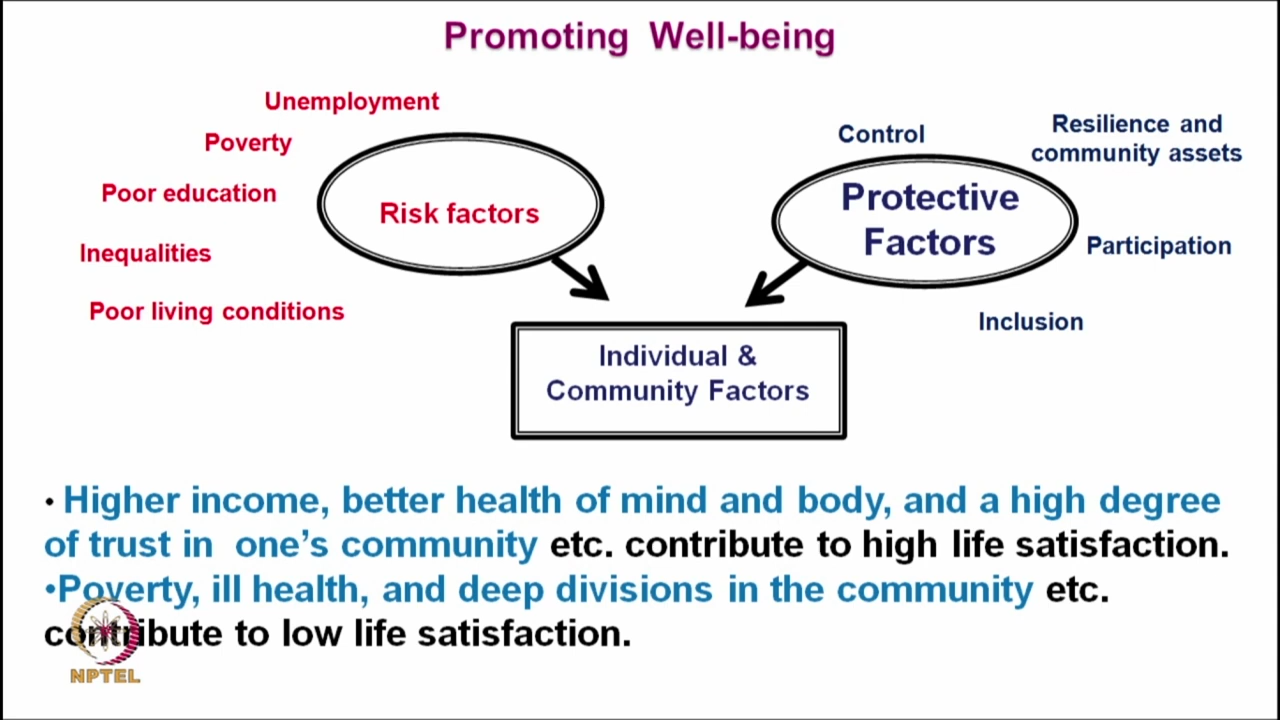 Promoting Well-being
Unemployment
Poverty
Poor education
Inequalities
Poor living conditions
Risk factors
Control
Resilience and
community assets
Protective
Factors
Participation
Inclusion
Individual &
Community Factors
• Higher income, better health of mind and body, and a high degree
of trust in one’s community etc. contribute to high life satisfaction.
•Poverty, ill health, and deep divisions in the community etc.
contribute to low life satisfaction.
NPTEL